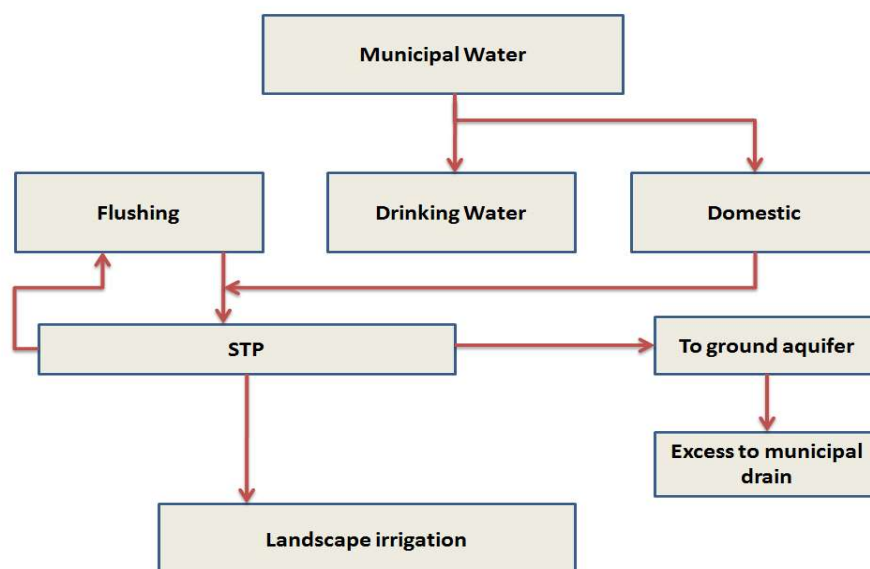 Municipal Water
Flushing
Drinking Water
Domestic
STP
To ground aquifer
Excess to municipal
drain
Landscape irrigation